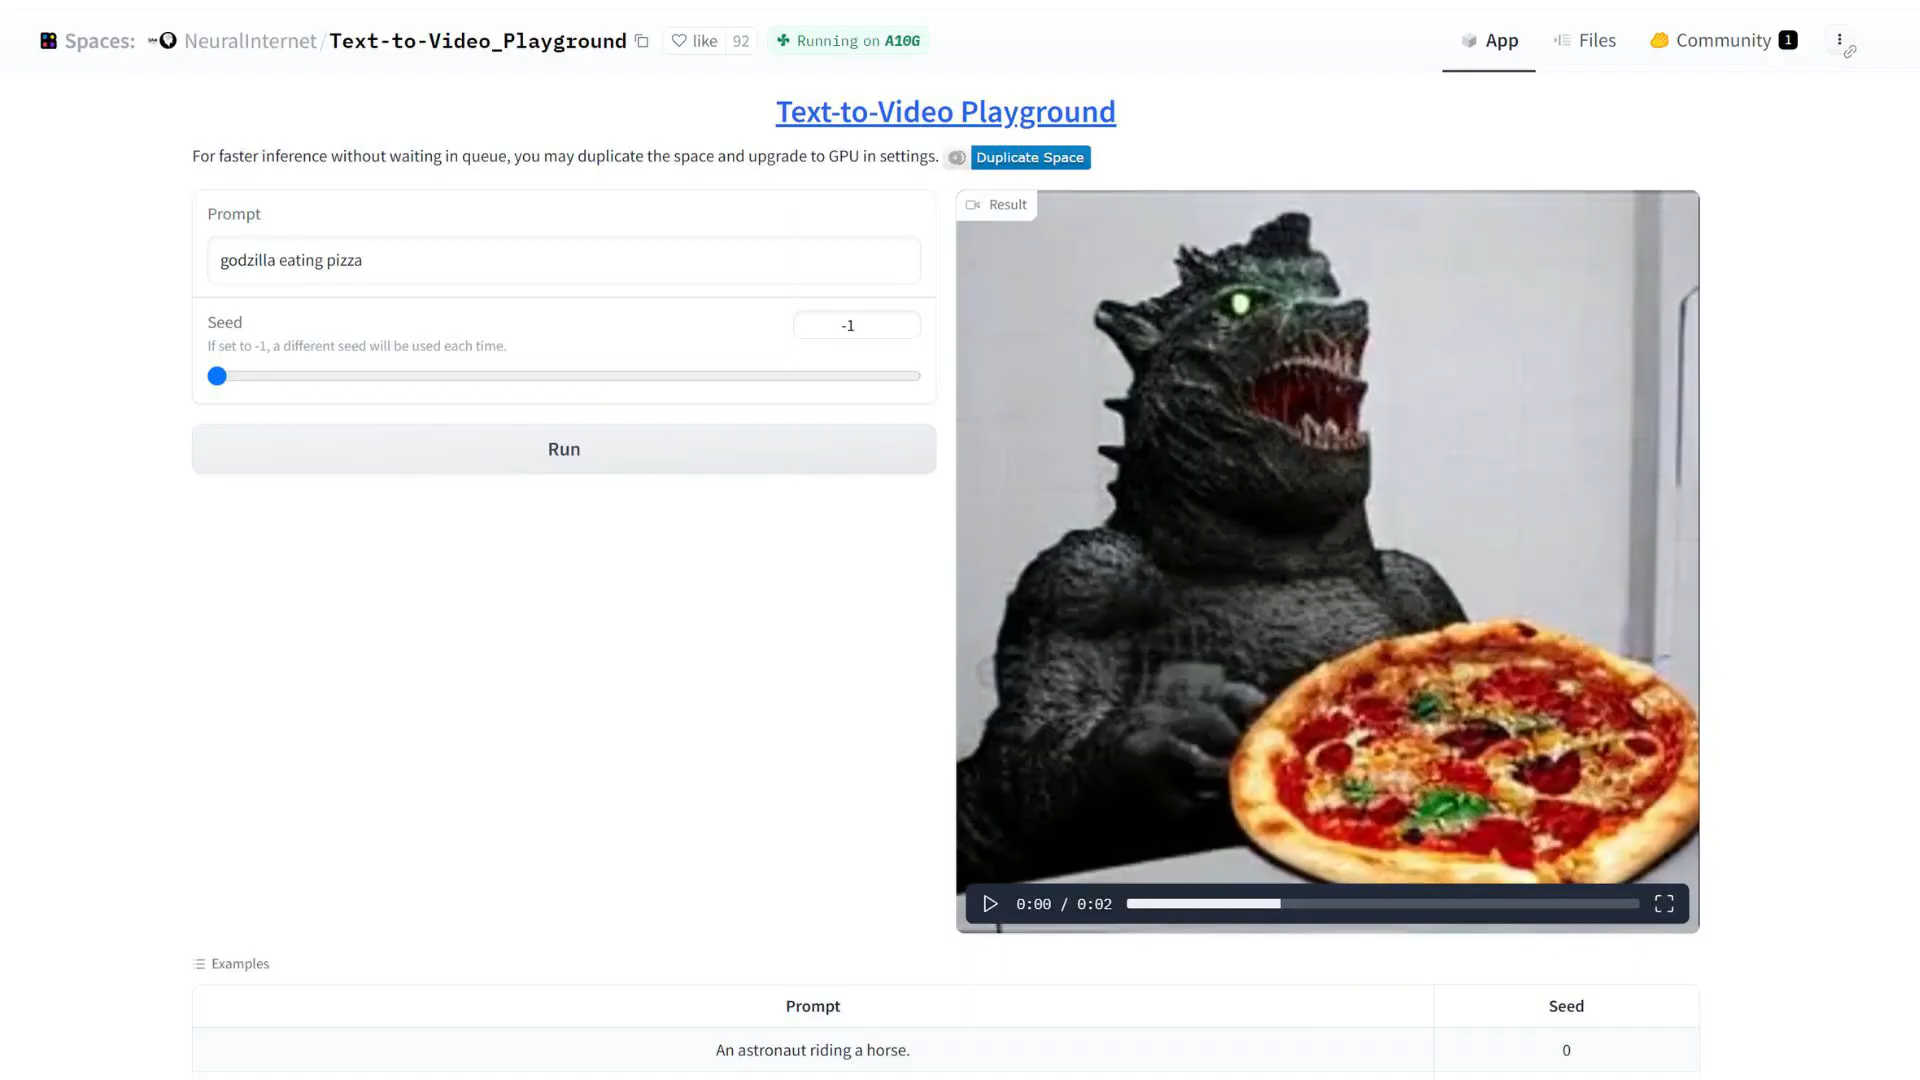 Spaces: NeuralInternet/Text-to-Video_Playground like 92 Running on A10G App Files Community 1
Text-to-Video Playground
For faster inference without waiting in queue, you may duplicate the space and upgrade to GPU in settings. Duplicate Space
Prompt
godzilla eating pizza
Seed -1
If set to -1, a different seed will be used each time.
Run
Result
0:00 / 0:02
Examples
Prompt Seed
An astronaut riding a horse. 0